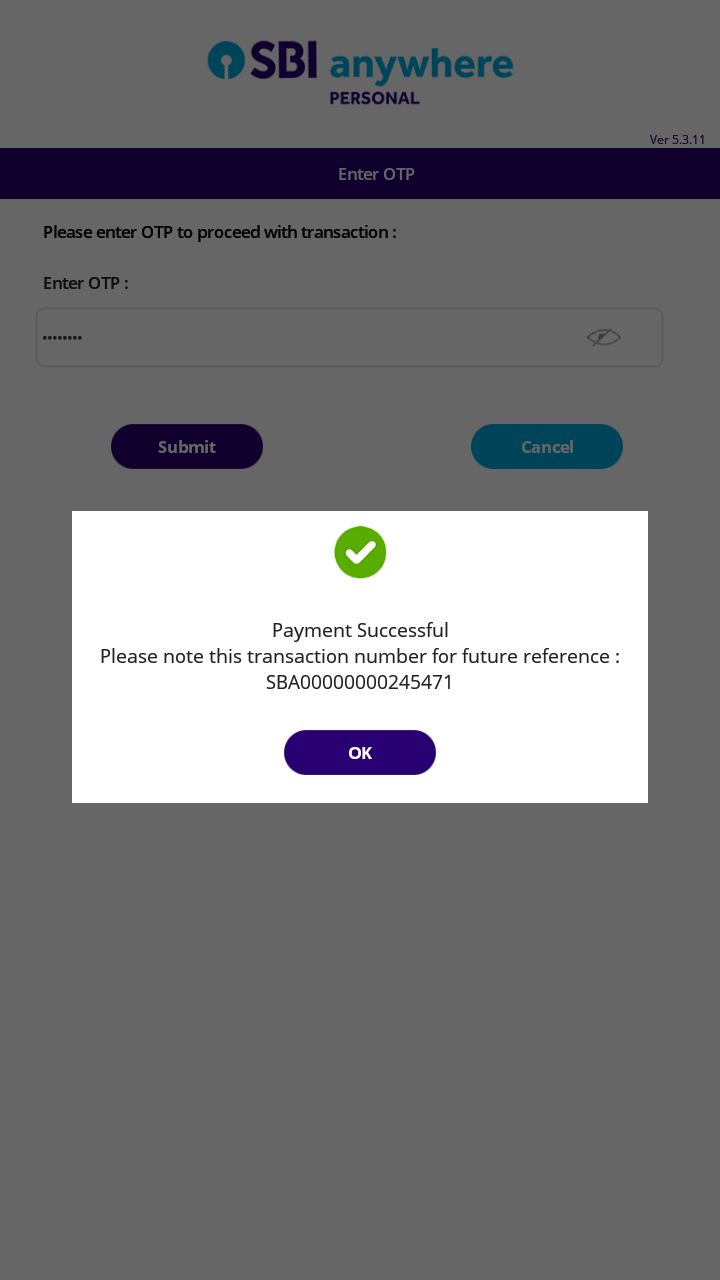 SBI anywhere
PERSONAL
Ver 5.3.11
Enter OTP
Please enter OTP to proceed with transaction :
Enter OTP :
••••••••
Submit
Cancel
Payment Successful
Please note this transaction number for future reference :
SBA00000000245471
OK